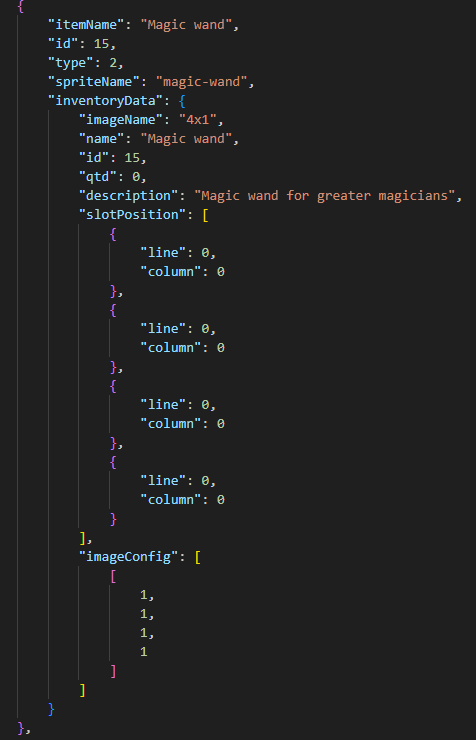 {
"itemName": "Magic wand",
"id": 15,
"type": 2,
"spriteName": "magic-wand",
"inventoryData": {
"imageName": "4x1",
"name": "Magic wand",
"id": 15,
"qtd": 0,
"description": "Magic wand for greater magicians",
"slotPosition": [
{
"line": 0,
"column": 0
},
{
"line": 0,
"column": 0
},
{
"line": 0,
"column": 0
},
{
"line": 0,
"column": 0
}
],
"imageConfig": [
[
1,
1,
1,
1
]
]
}
},